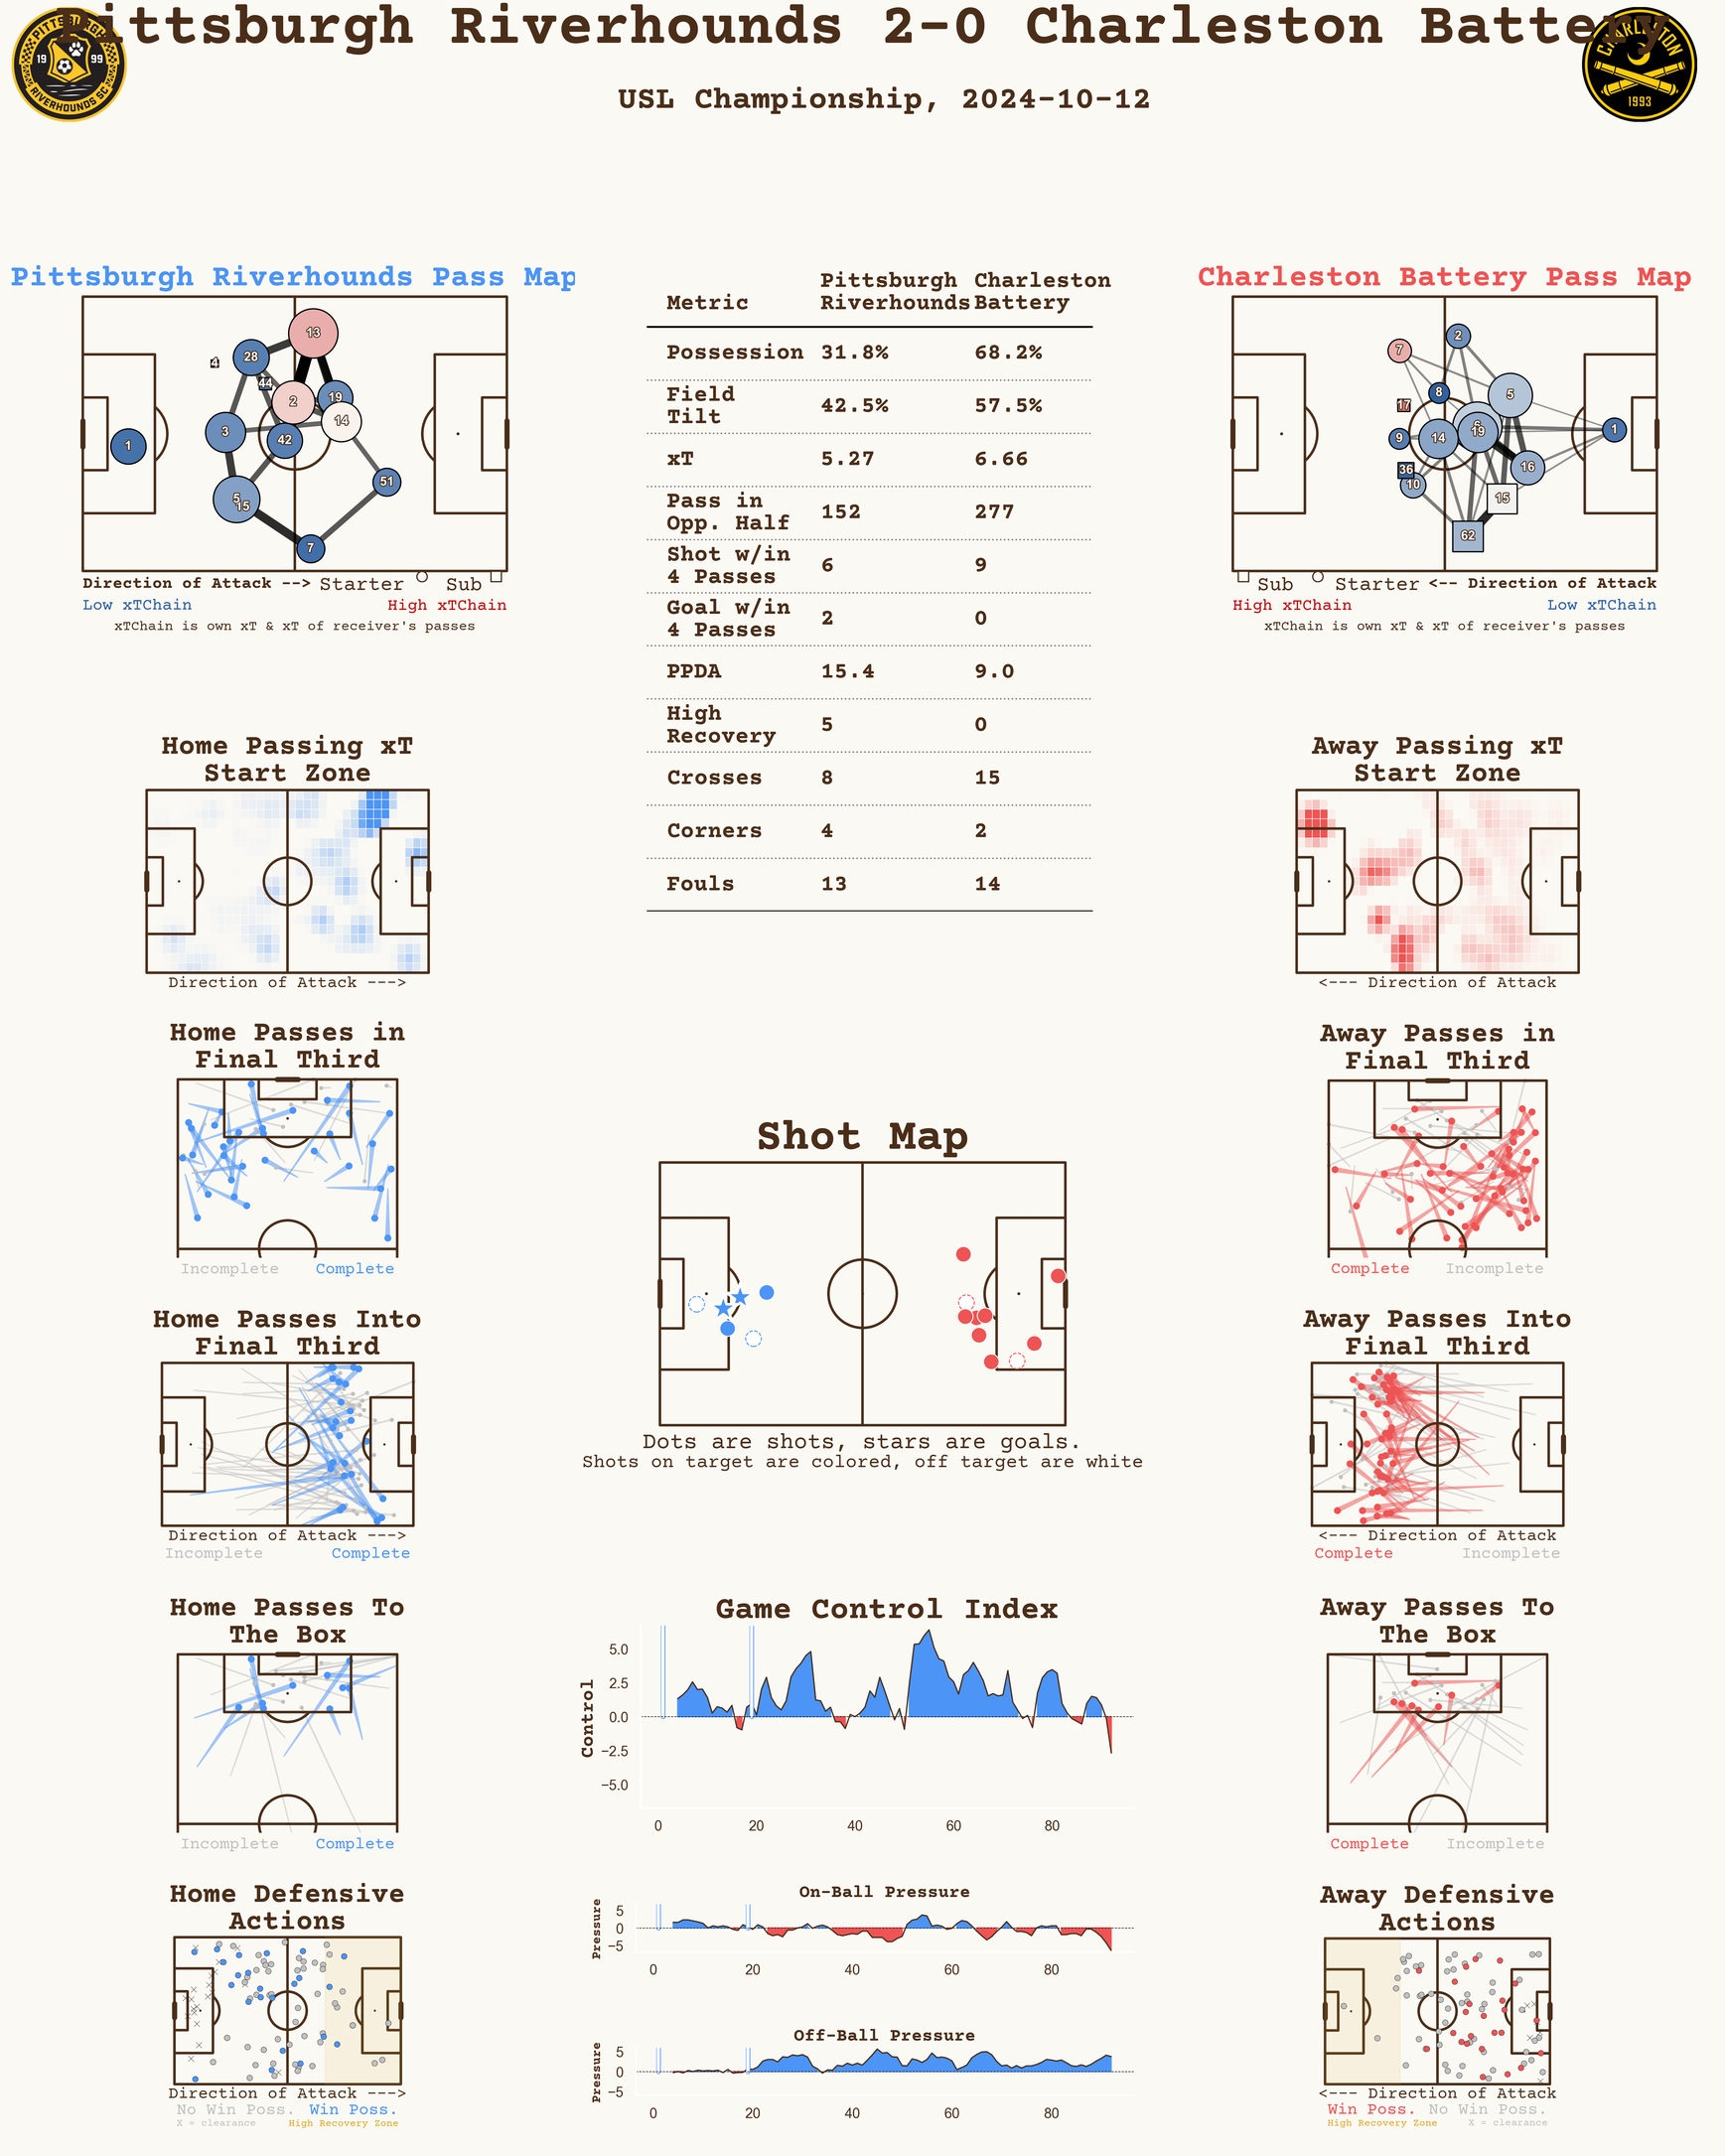 Pittsburgh Riverhounds 2-0 Charleston Battery
USL Championship, 2024-10-12
PITTSBURGH
19 99
RIVERHOUNDS SC
CHARLESTON
1993
Pittsburgh Riverhounds Pass Map
13
28
4
44
2
19
14
3
42
1
51
5
15
7
Direction of Attack --> Starter Sub
Low xTChain High xTChain
xTChain is own xT & xT of receiver's passes
Metric Pittsburgh Riverhounds Charleston Battery
Possession 31.8% 68.2%
Field Tilt 42.5% 57.5%
xT 5.27 6.66
Pass in Opp. Half 152 277
Shot w/in 4 Passes 6 9
Goal w/in 4 Passes 2 0
PPDA 15.4 9.0
High Recovery 5 0
Crosses 8 15
Corners 4 2
Fouls 13 14
Charleston Battery Pass Map
2
7
8
5
17
6
19
1
9
14
16
36
10
15
62
Sub Starter <-- Direction of Attack
High xTChain Low xTChain
xTChain is own xT & xT of receiver's passes
Home Passing xT
Start Zone
Direction of Attack --->
Home Passes in
Final Third
Incomplete Complete
Home Passes Into
Final Third
Direction of Attack --->
Incomplete Complete
Home Passes To
The Box
Incomplete Complete
Home Defensive
Actions
Direction of Attack --->
No Win Poss. Win Poss.
X = clearance High Recovery Zone
Shot Map
Dots are shots, stars are goals.
Shots on target are colored, off target are white
Game Control Index
Control
5.0
2.5
0.0
−2.5
−5.0
0 20 40 60 80
On-Ball Pressure
Pressure
5
0
−5
0 20 40 60 80
Off-Ball Pressure
Pressure
5
0
−5
0 20 40 60 80
Away Passing xT
Start Zone
<--- Direction of Attack
Away Passes in
Final Third
Complete Incomplete
Away Passes Into
Final Third
<--- Direction of Attack
Complete Incomplete
Away Passes To
The Box
Complete Incomplete
Away Defensive
Actions
<--- Direction of Attack
Win Poss. No Win Poss.
High Recovery Zone X = clearance